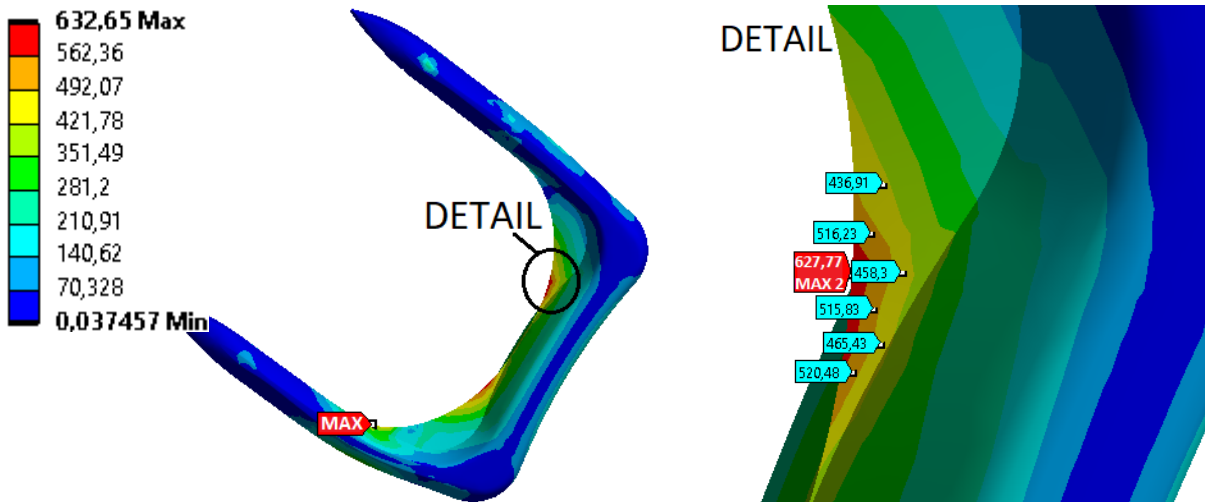 632,65 Max
562,36
492,07
421,78
351,49
281,2
210,91
140,62
70,328
0,037457 Min
DETAIL
MAX
DETAIL
436,91
516,23
627,77
MAX 2
458,3
515,83
465,43
520,48